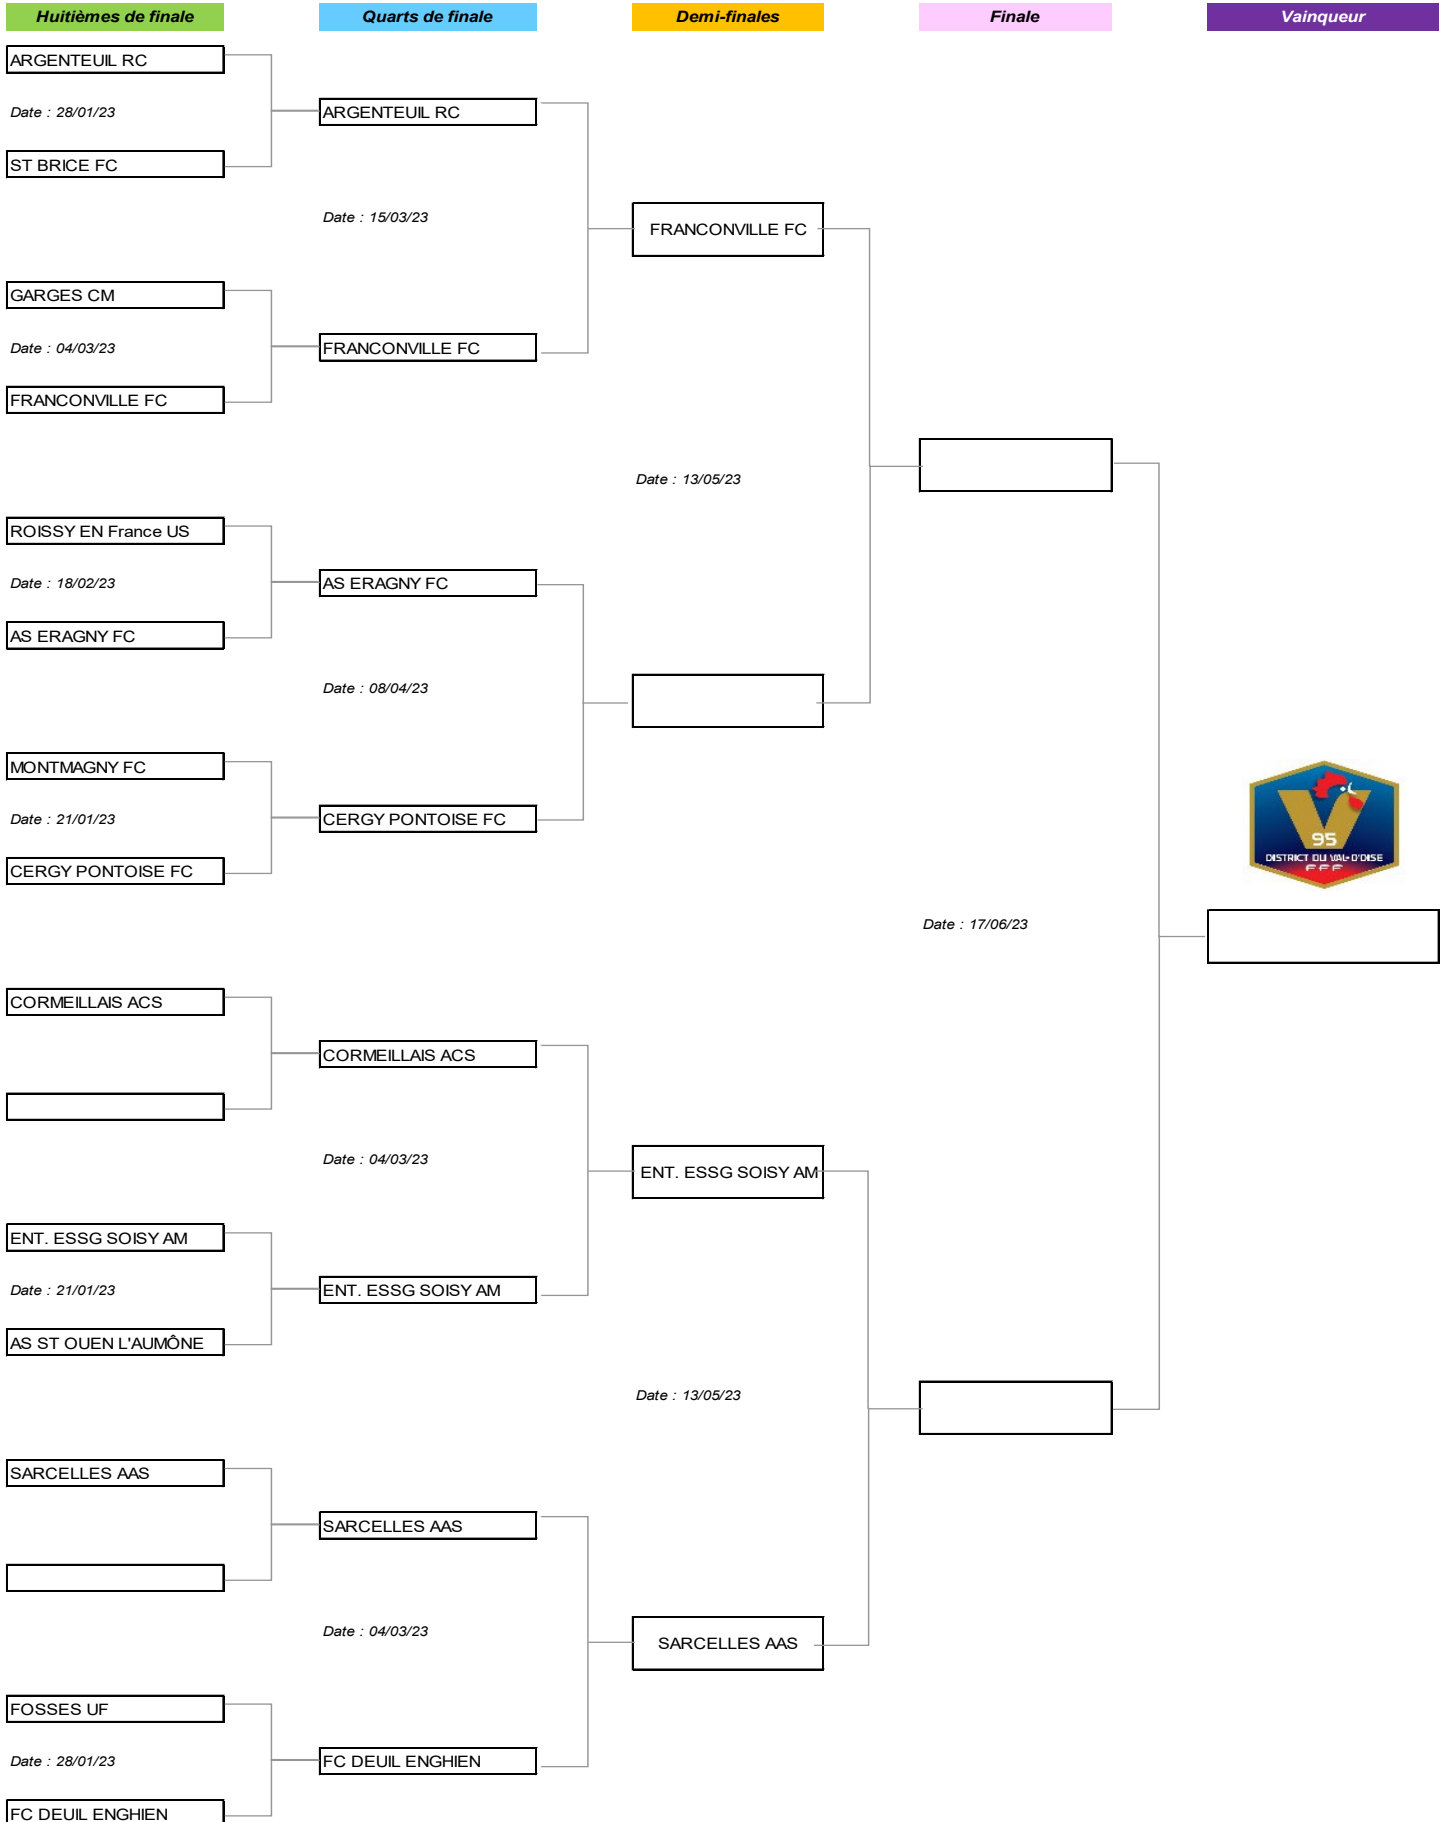 Huitièmes de finale
Quarts de finale
Demi-finales
Finale
Vainqueur
ARGENTEUIL RC
Date : 28/01/23
ARGENTEUIL RC
ST BRICE FC
Date : 15/03/23
FRANCONVILLE FC
GARGES CM
Date : 04/03/23
FRANCONVILLE FC
FRANCONVILLE FC
Date : 13/05/23
ROISSY EN France US
Date : 18/02/23
AS ERAGNY FC
AS ERAGNY FC
Date : 08/04/23
MONTMAGNY FC
Date : 21/01/23
CERGY PONTOISE FC
CERGY PONTOISE FC
95
DISTRICT DU VAL D'OISE
FFF
Date : 17/06/23
CORMEILLAIS ACS
CORMEILLAIS ACS
Date : 04/03/23
ENT. ESSG SOISY AM
ENT. ESSG SOISY AM
Date : 21/01/23
ENT. ESSG SOISY AM
AS ST OUEN L'AUMÔNE
Date : 13/05/23
SARCELLES AAS
SARCELLES AAS
Date : 04/03/23
SARCELLES AAS
FOSSES UF
Date : 28/01/23
FC DEUIL ENGHIEN
FC DEUIL ENGHIEN